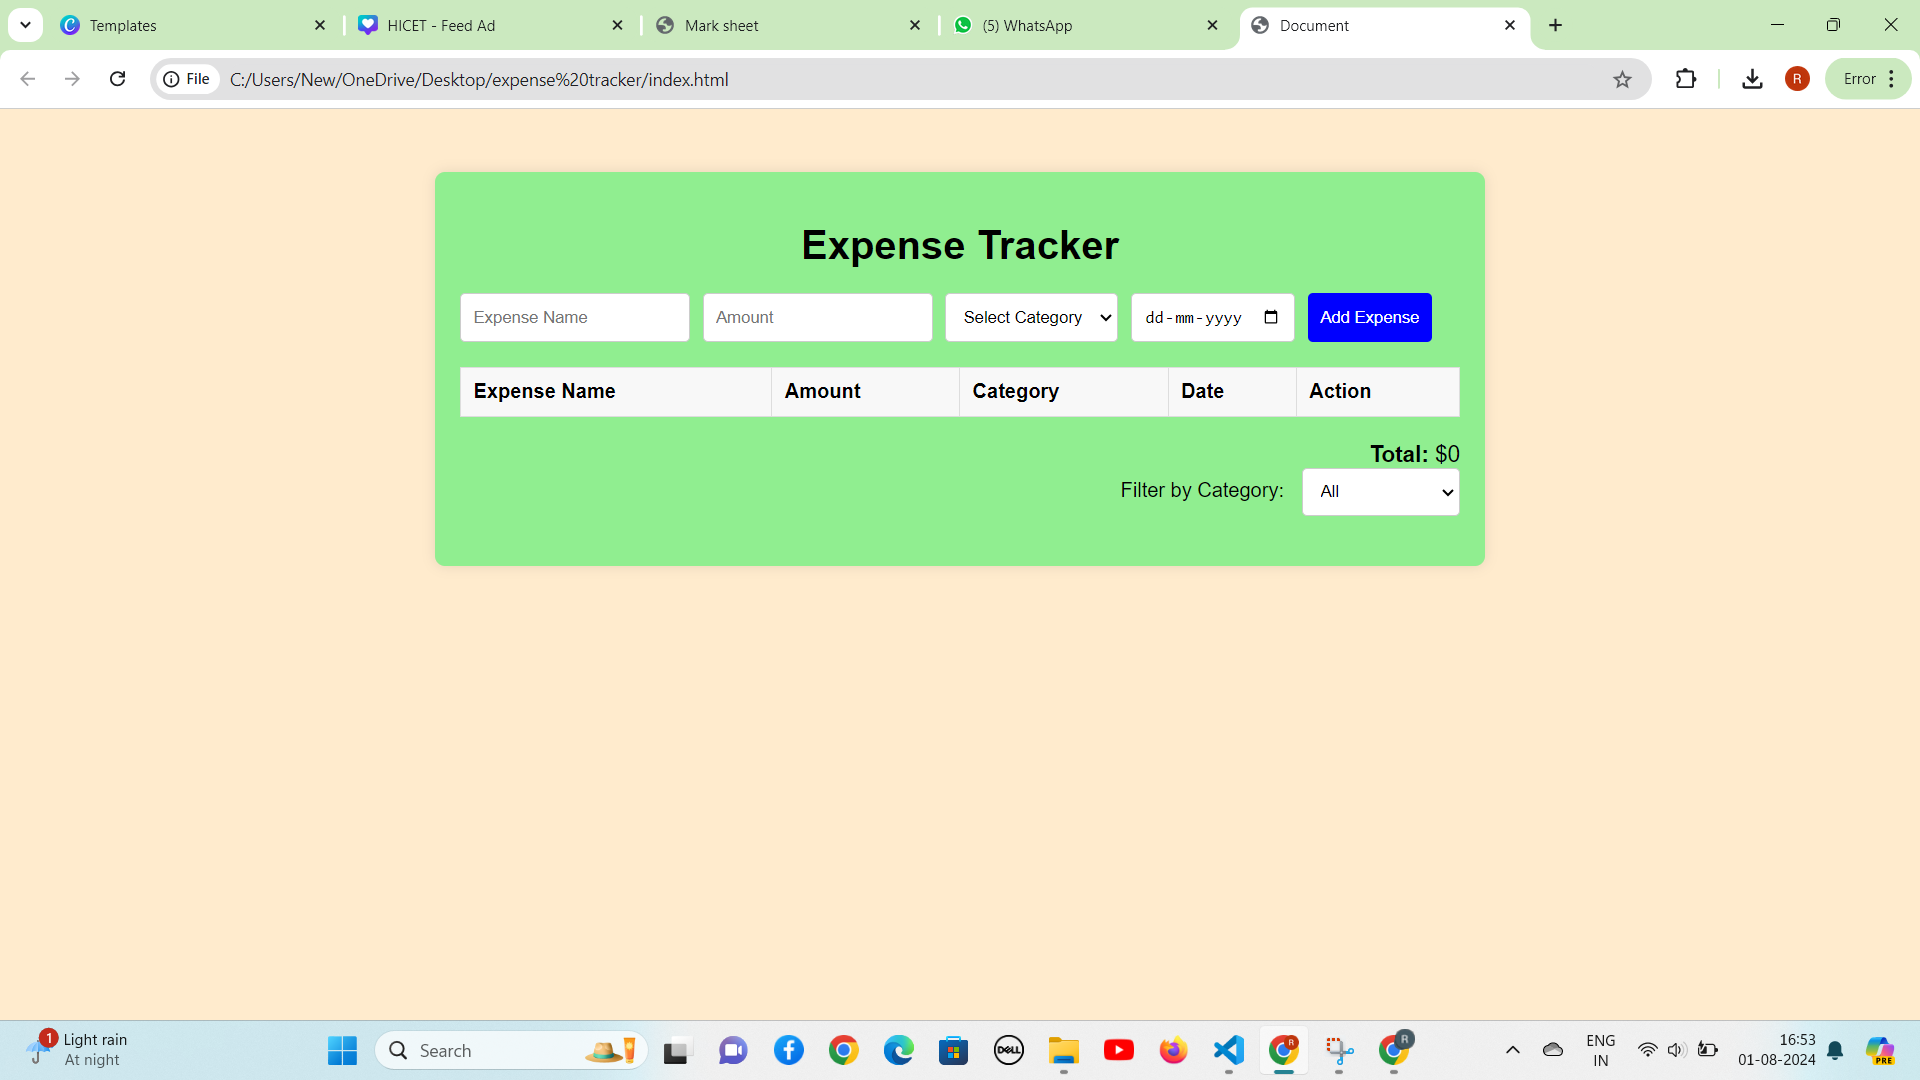 Templates
HICET - Feed Ad
Mark sheet
(5) WhatsApp
Document
File
C:/Users/New/OneDrive/Desktop/expense%20tracker/index.html
R
Error
Expense Tracker
Expense Name
Amount
Select Category
dd-mm-yyyy
Add Expense
Expense Name Amount Category Date Action
Total: $0
Filter by Category: All
1
Light rain
At night
Search
DELL
R
R
ENG
IN
16:53
01-08-2024
PRE